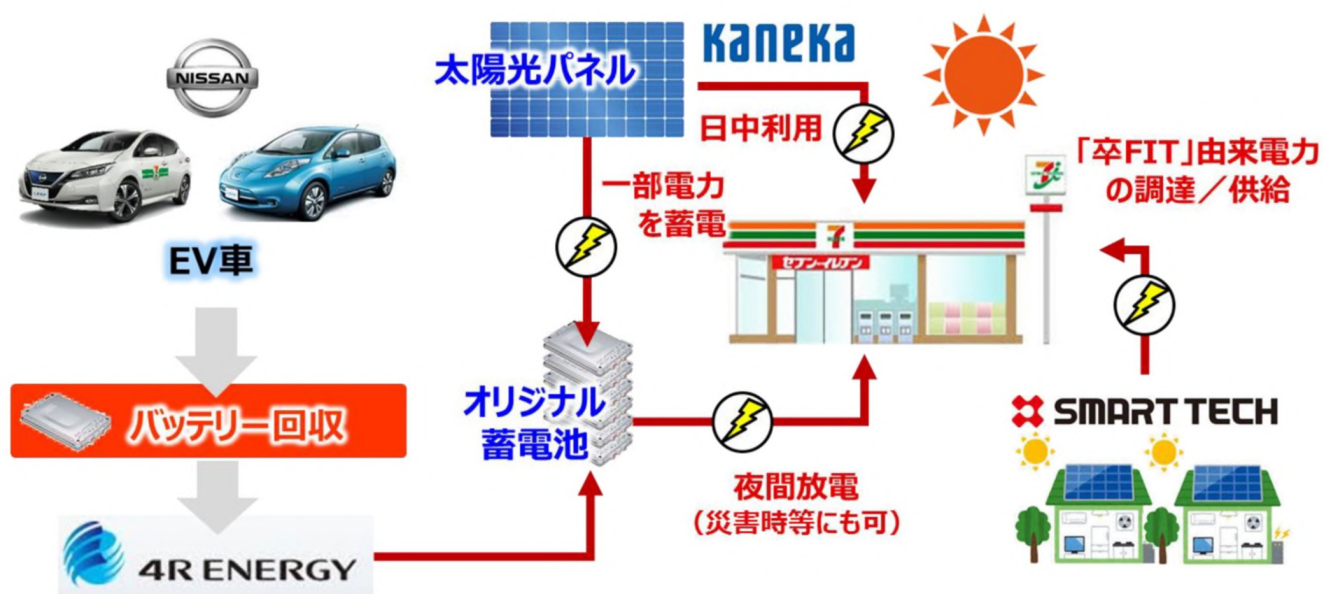 NISSAN
EV車
バッテリー回収
4R ENERGY
太陽光パネル
kaneka
日中利用
一部電力
を蓄電
オリジナル
蓄電池
夜間放電
（災害時等にも可）
7
セブン-イレブン
7
「卒FIT」由来電力
の調達／供給
SMART TECH